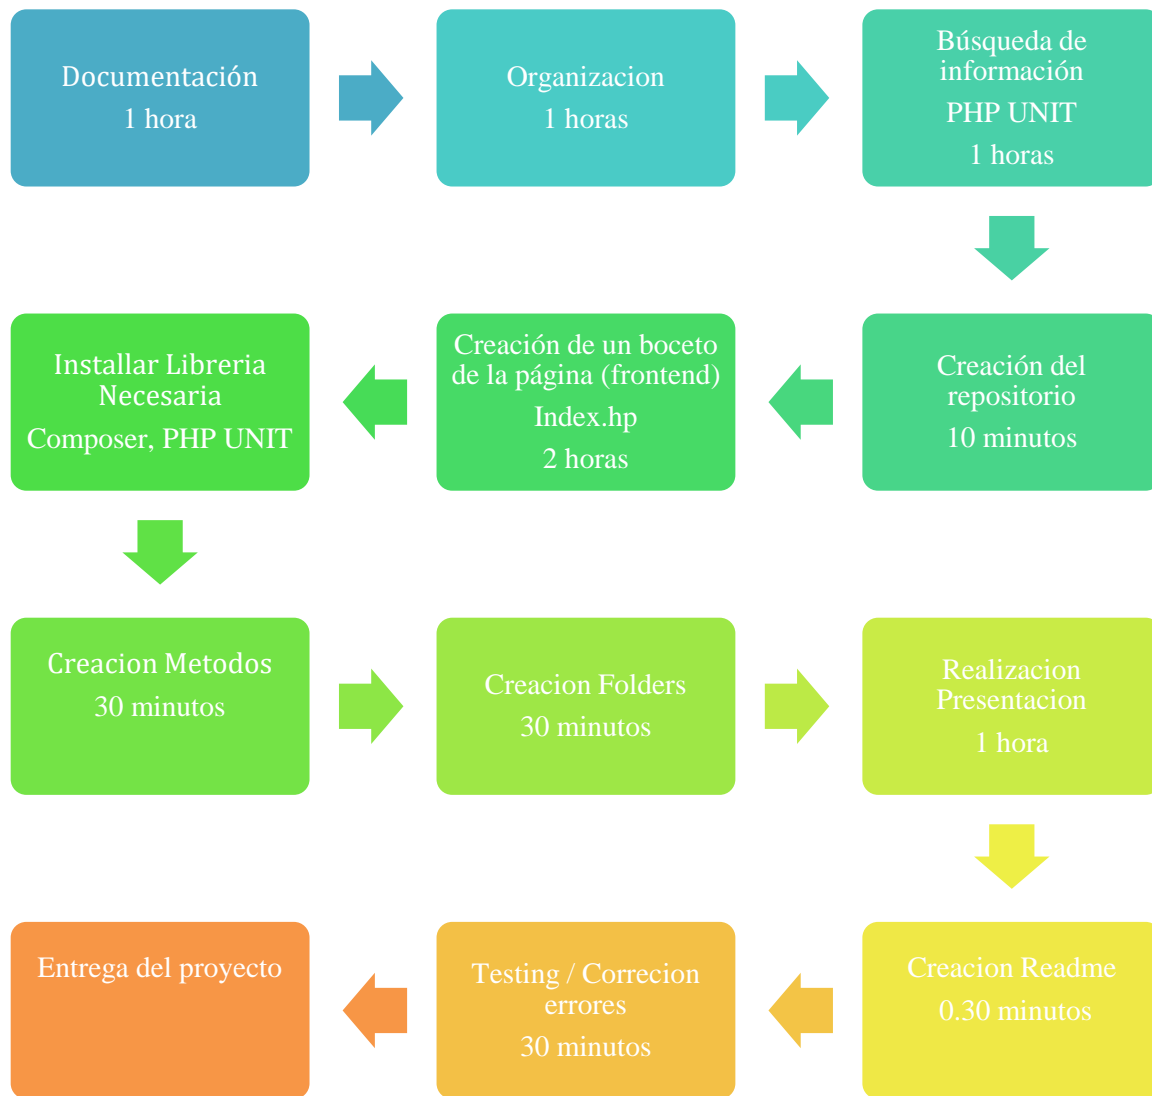 Documentación
1 hora
Organizacion
1 horas
Búsqueda de
información
PHP UNIT
1 horas
Creación del
repositorio
10 minutos
Creación de un boceto
de la página (frontend)
Index.hp
2 horas
Installar Libreria
Necesaria
Composer, PHP UNIT
Creacion Metodos
30 minutos
Creacion Folders
30 minutos
Realizacion
Presentacion
1 hora
Creacion Readme
0.30 minutos
Testing / Correcion
errores
30 minutos
Entrega del proyecto